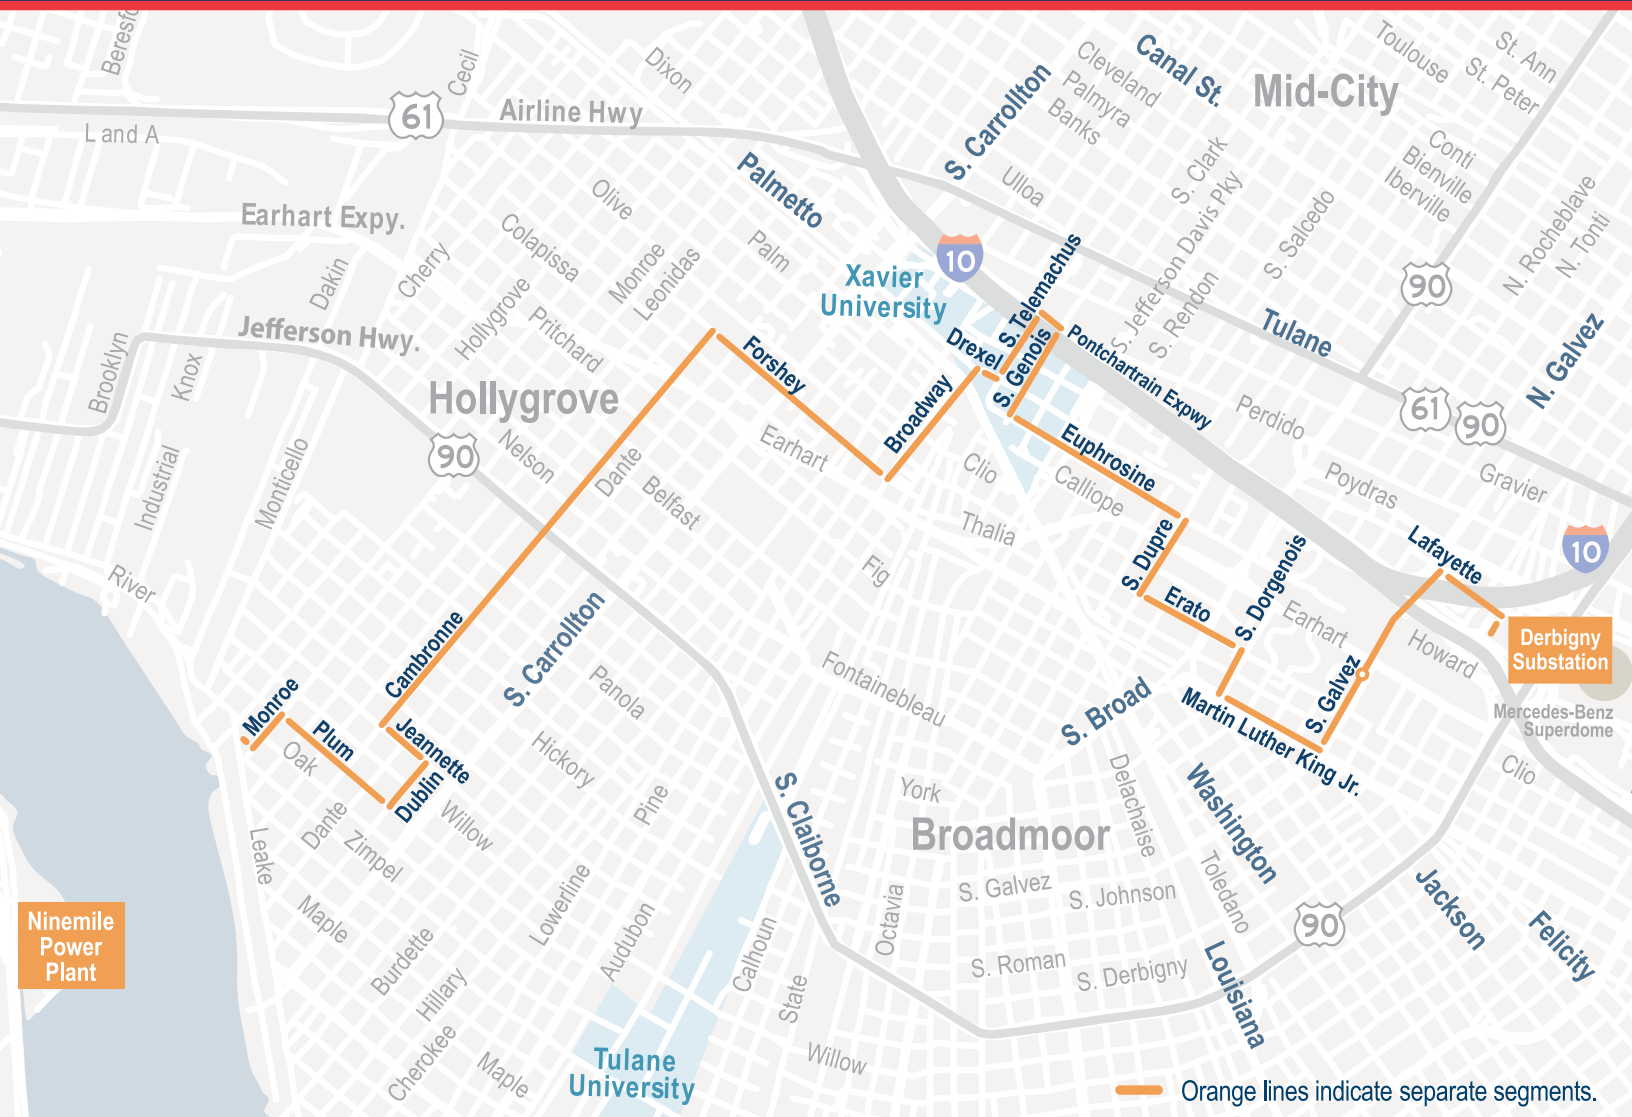 Beresfo
Cecil
Dixon
61
Airline Hwy
L and A
Earhart Expy.
Dakin
Cherry
Jefferson Hwy.
Brooklyn
Knox
Industrial
Monticello
River
Olive
Colapissa
Monroe
Leonidas
Hollygrove
Pritchard
Palmetto
Palm
Hollygrove
90
Nelson
Dante
Belfast
Forshey
Earhart
Broadway
Xavier
University
10
S. Carrollton
Cleveland
Palmyra
Banks
Canal St.
Mid-City
Toulouse
St. Ann
St. Peter
Ulloa
S. Clark
S. Jefferson Davis Pky
S. Rendon
S. Salcedo
Conti
Bienville
Iberville
N. Rocheblave
N. Tonti
90
N. Galvez
Tulane
61
90
S. Telemachus
Drexel
S. Genois
Pontchartrain Expwy
Perdido
Poydras
Gravier
Euphrosine
Clio
Calliope
Thalia
Fig
S. Dupre
Erato
S. Dorgenois
Earhart
Lafayette
10
Howard
Derbigny
Substation
Mercedes-Benz
Superdome
S. Galvez
Martin Luther King Jr.
Clio
Cambronne
S. Carrollton
Panola
Hickory
Fontainebleau
S. Broad
Monroe
Plum
Oak
Jeannette
Dublin
Willow
Dante
Zimpel
Leake
Maple
Burdette
Hillary
Cherokee
Maple
Lowerline
Audubon
Pine
S. Claiborne
Calhoun
State
Octavia
Willow
York
Broadmoor
Delachaise
Washington
Toledano
S. Galvez
S. Johnson
S. Roman
S. Derbigny
Louisiana
90
Jackson
Felicity
Ninemile
Power
Plant
Tulane
University
Orange lines indicate separate segments.